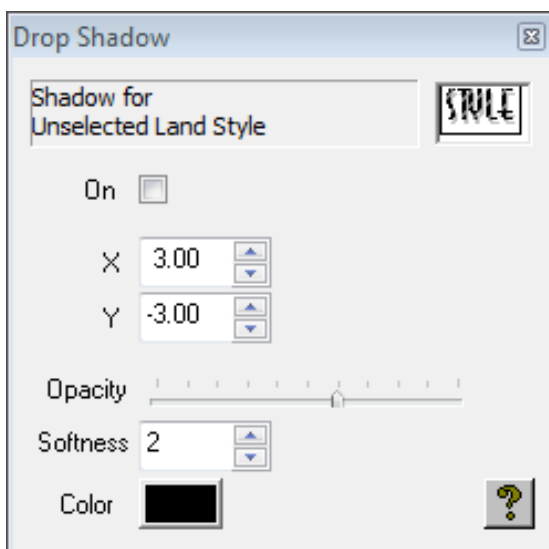 Drop Shadow
Shadow for
Unselected Land Style
STYLE
On
X 3.00
Y -3.00
Opacity
Softness 2
Color
?